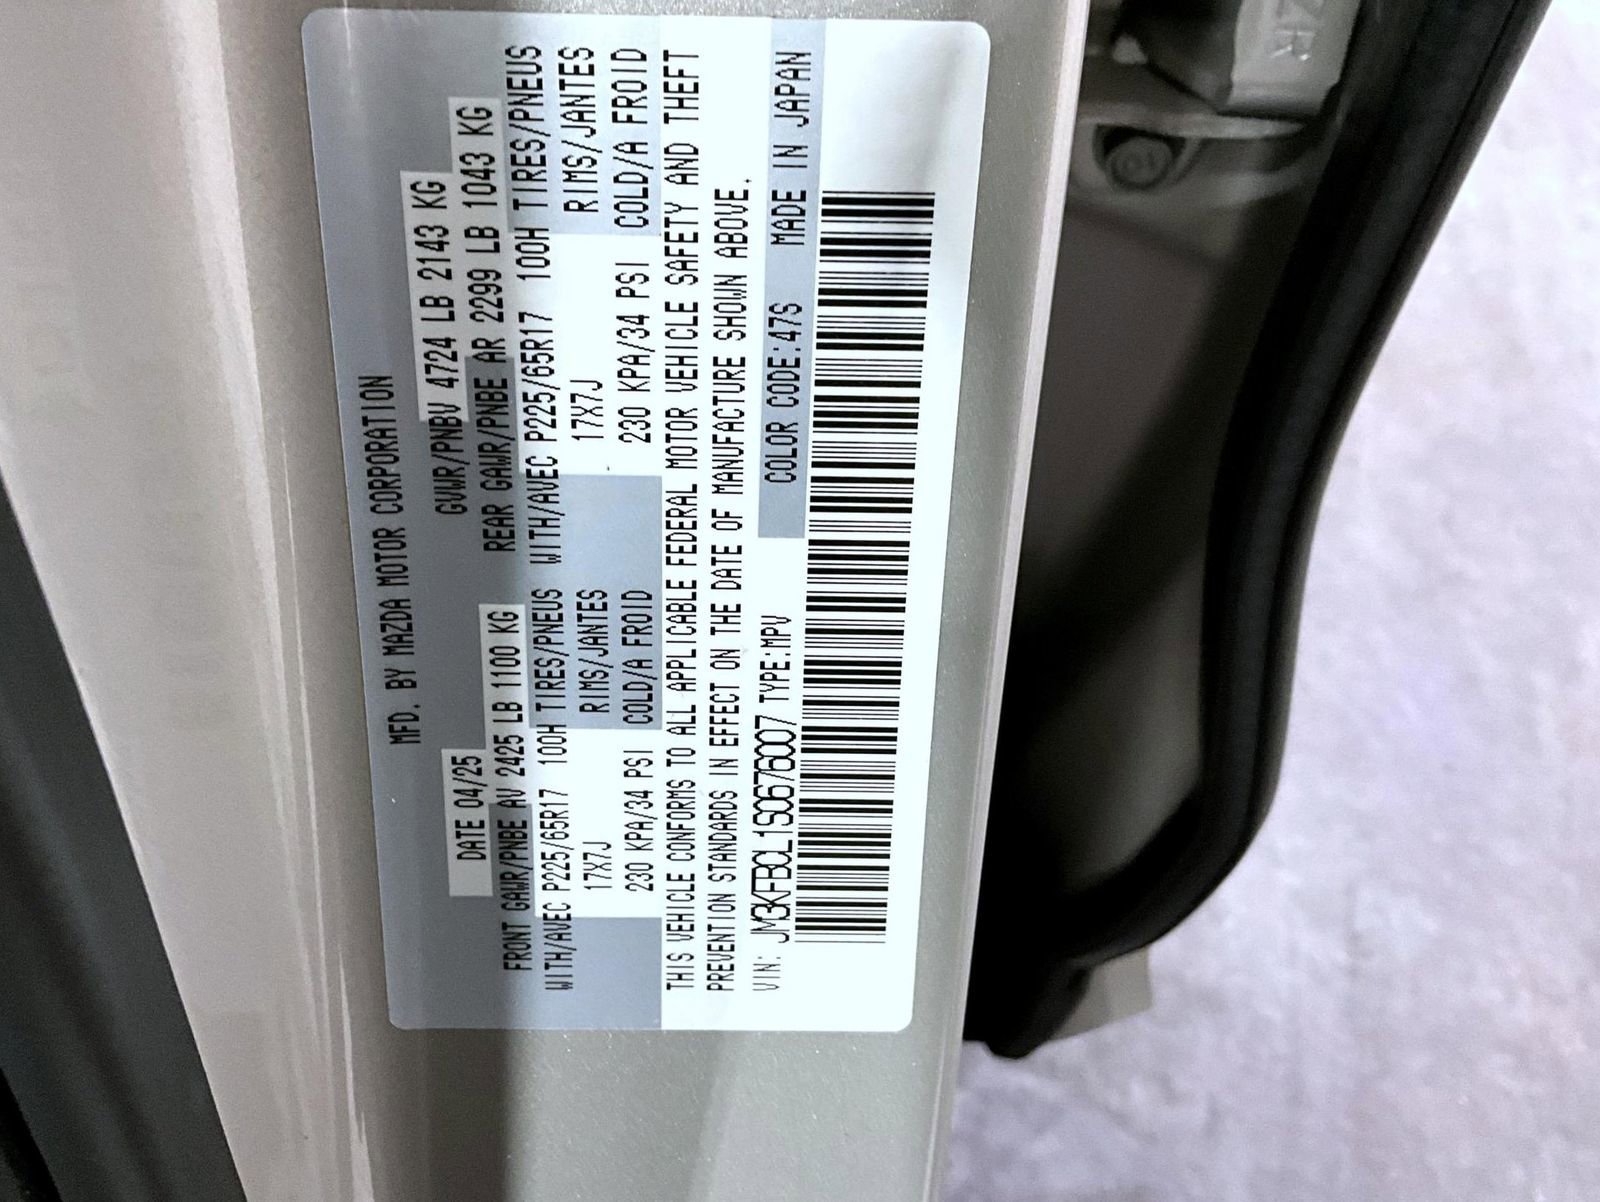 MFD. BY MAZDA MOTOR CORPORATION
DATE 04/25 GVWR/PNBV 4724 LB 2143 KG
FRONT GAWR/PNBE AV 2425 LB 1100 KG REAR GAWR/PNBE AR 2299 LB 1043 KG
WITH/AVEC P225/65R17 100H TIRES/PNEUS WITH/AVEC P225/65R17 100H TIRES/PNEUS
17X7J RIMS/JANTES 17X7J RIMS/JANTES
230 KPA/34 PSI COLD/A FROID 230 KPA/34 PSI COLD/A FROID
THIS VEHICLE CONFORMS TO ALL APPLICABLE FEDERAL MOTOR VEHICLE SAFETY AND THEFT
PREVENTION STANDARDS IN EFFECT ON THE DATE OF MANUFACTURE SHOWN ABOVE.
VIN: JM3KFBCL1S0676007 TYPE:MPV COLOR CODE:47S MADE IN JAPAN